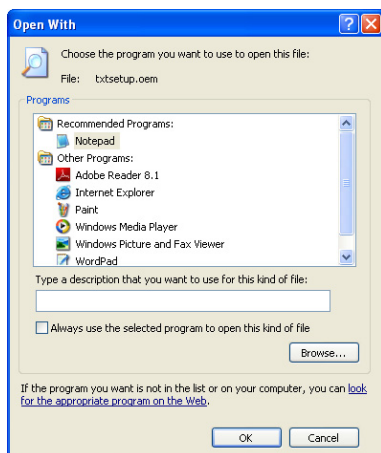 Open With
Choose the program you want to use to open this file:
File: txtsetup.oem
Programs
Recommended Programs:
Notepad
Other Programs:
Adobe Reader 8.1
Internet Explorer
Paint
Windows Media Player
Windows Picture and Fax Viewer
WordPad
Type a description that you want to use for this kind of file:
Always use the selected program to open this kind of file
Browse...
If the program you want is not in the list or on your computer, you can look
for the appropriate program on the Web.
OK Cancel